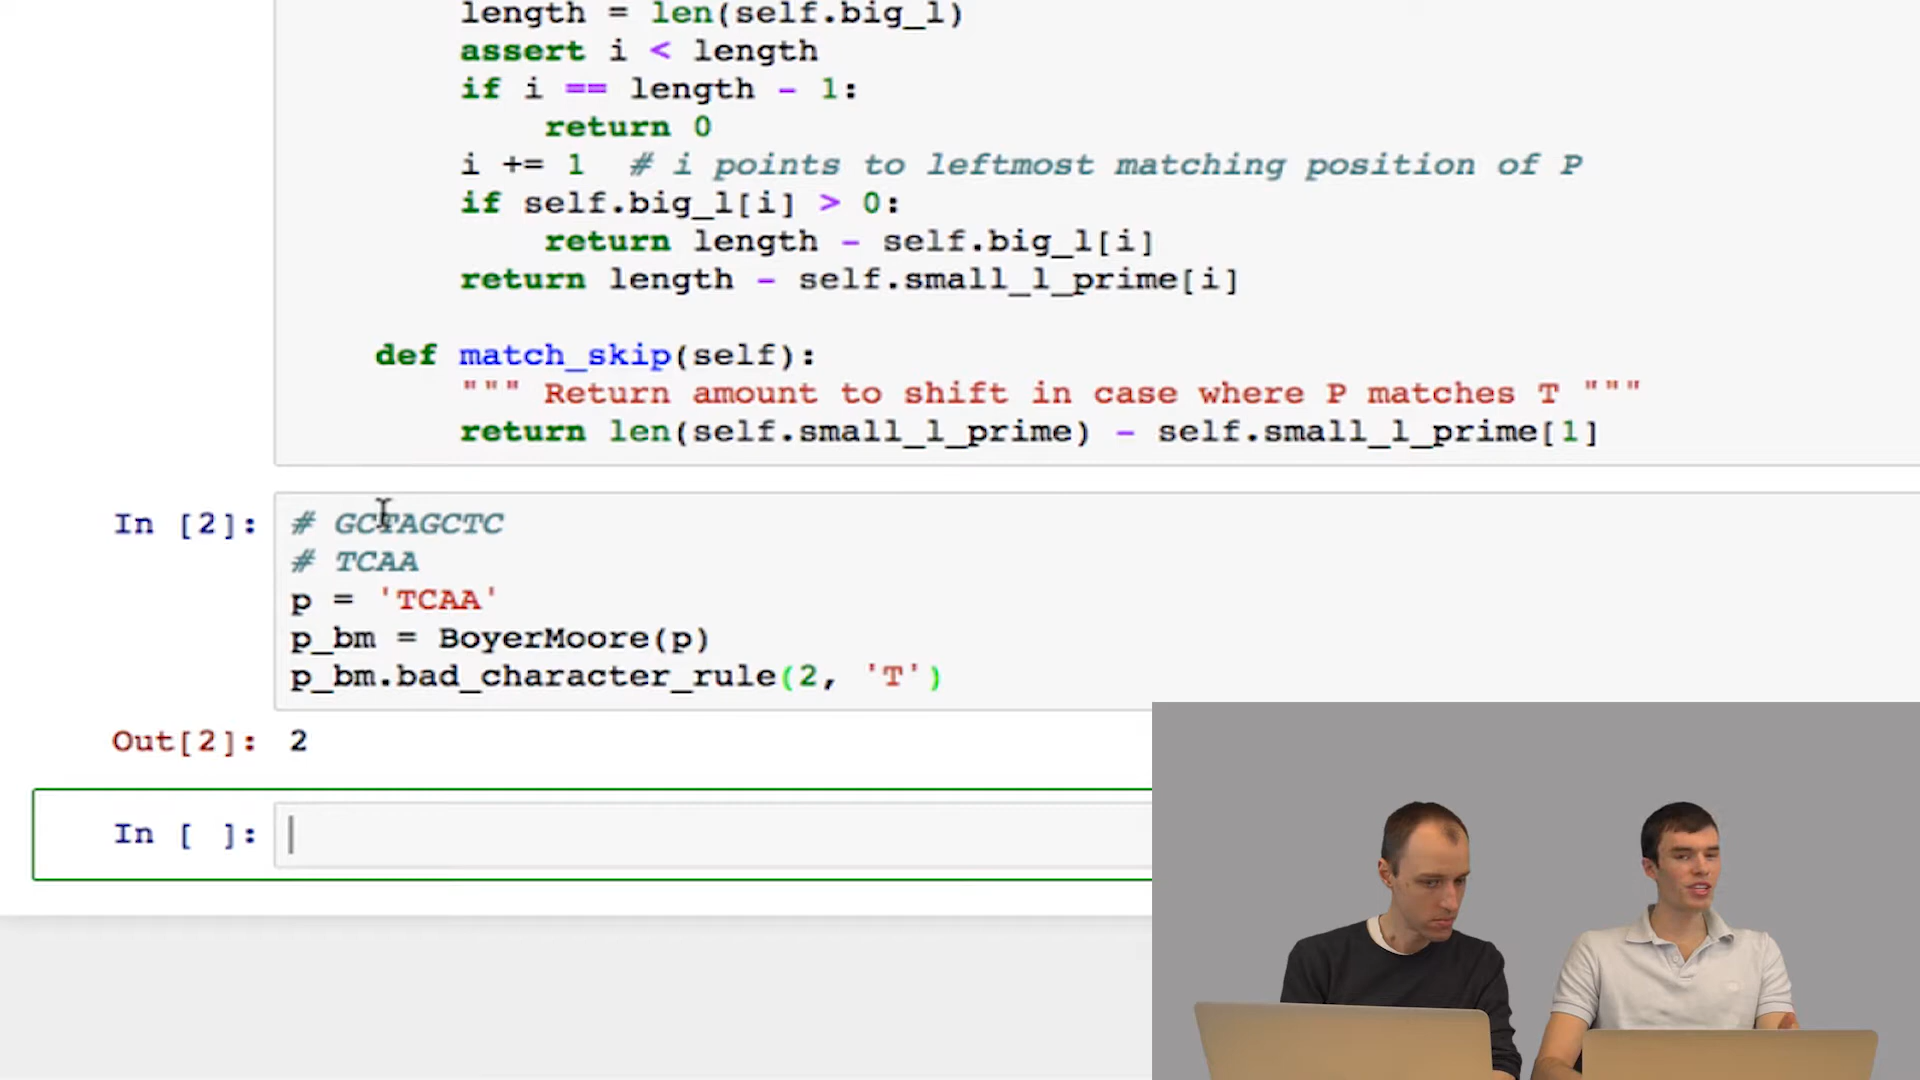 length = len(self.big_l)
assert i < length
if i == length - 1:
return 0
i += 1  # i points to leftmost matching position of P
if self.big_l[i] > 0:
return length - self.big_l[i]
return length - self.small_l_prime[i]
def match_skip(self):
""" Return amount to shift in case where P matches T """
return len(self.small_l_prime) - self.small_l_prime[1]
In [2]: # GCTAGCTC
# TCAA
p = 'TCAA'
p_bm = BoyerMoore(p)
p_bm.bad_character_rule(2, 'T')
Out[2]: 2
In [ ]: